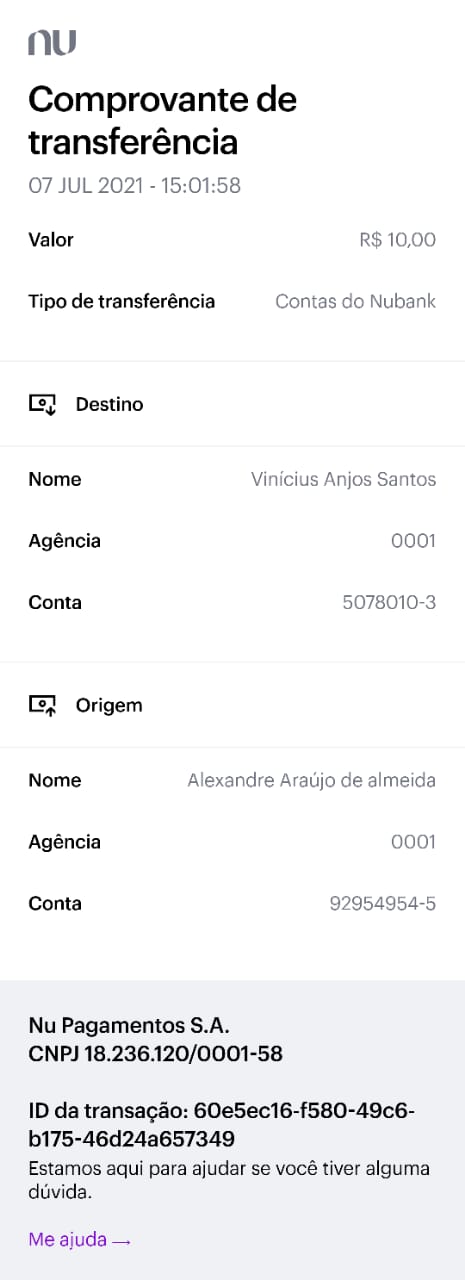 nu
Comprovante de
transferência
07 JUL 2021 - 15:01:58
Valor R$ 10,00
Tipo de transferência Contas do Nubank
Destino
Nome Vinícius Anjos Santos
Agência 0001
Conta 5078010-3
Origem
Nome Alexandre Araújo de almeida
Agência 0001
Conta 92954954-5
Nu Pagamentos S.A.
CNPJ 18.236.120/0001-58
ID da transação: 60e5ec16-f580-49c6-
b175-46d24a657349
Estamos aqui para ajudar se você tiver alguma
dúvida.
Me ajuda →